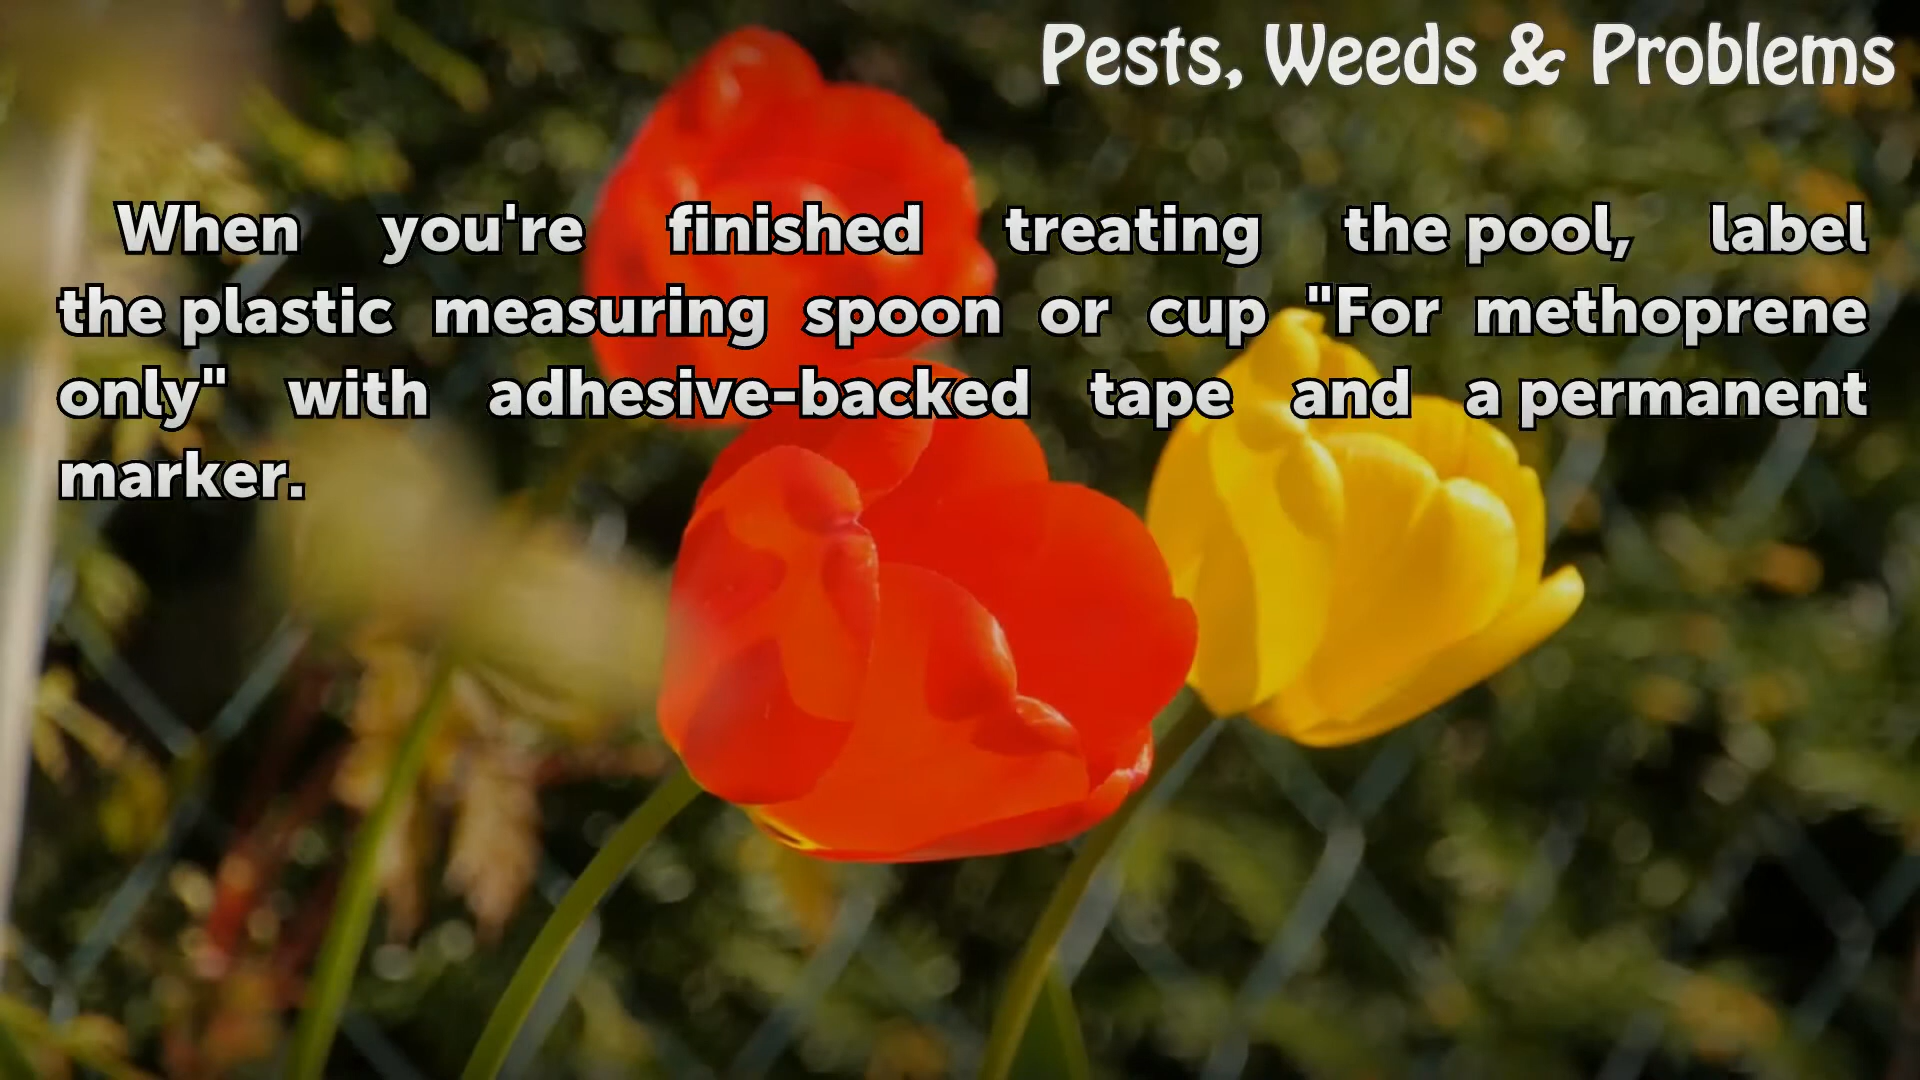 Pests, Weeds & Problems
When you're finished treating the pool, label
the plastic measuring spoon or cup "For methoprene
only" with adhesive-backed tape and a permanent
marker.